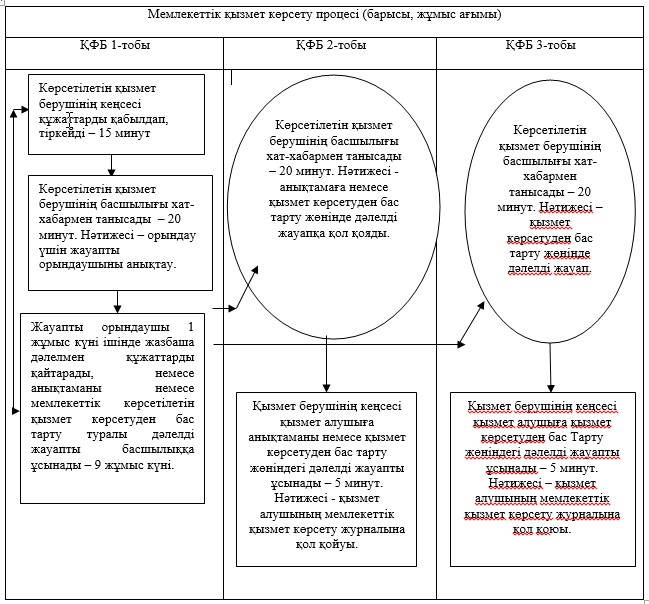 Мемлекеттік қызмет көрсету процесі (барысы, жұмыс ағымы)
ҚФБ 1-тобы
ҚФБ 2-тобы
ҚФБ 3-тобы
Көрсетілетін қызмет
берушінің кеңсесі
құжаттарды қабылдап,
тіркейді – 15 минут
Көрсетілетін қызмет
берушінің басшылығы хат-
хабармен танысады – 20
минут. Нәтижесі – орындау
үшін жауапты
орындаушыны анықтау.
Жауапты орындаушы 1
жұмыс күні ішінде жазбаша
дәлелмен құжаттарды
қайтарады, немесе
анықтаманы немесе
мемлекеттік көрсетілетін
қызмет көрсетуден бас
тарту туралы дәлелді
жауапты басшылыққа
ұсынады – 9 жұмыс күні.
Көрсетілетін қызмет
берушінің басшылығы
хат-хабармен танысады
– 20 минут. Нәтижесі -
анықтамаға немесе
қызмет көрсетуден бас
тарту жөнінде дәлелді
жауапқа қол қояды.
Қызмет берушінің кеңсесі
қызмет алушыға
анықтаманы немесе қызмет
көрсетуден бас тарту
жөніндегі дәлелді жауапты
ұсынады – 5 минут.
Нәтижесі - қызмет
алушының мемлекеттік
қызмет көрсету журналына
қол қойуы.
Көрсетілетін
қызмет берушінің
басшылығы хат-
хабармен
танысады – 20
минут. Нәтижесі –
қызмет
көрсетуден бас
тарту жөнінде
дәлелді жауап.
Қызмет берушінің кеңсесі
қызмет алушыға қызмет
көрсетуден бас Тарту
жөніндегі дәлелді жауапты
ұсынады – 5 минут.
Нәтижесі – қызмет
алушының мемлекеттік
қызмет көрсету журналына
қол қоюы.